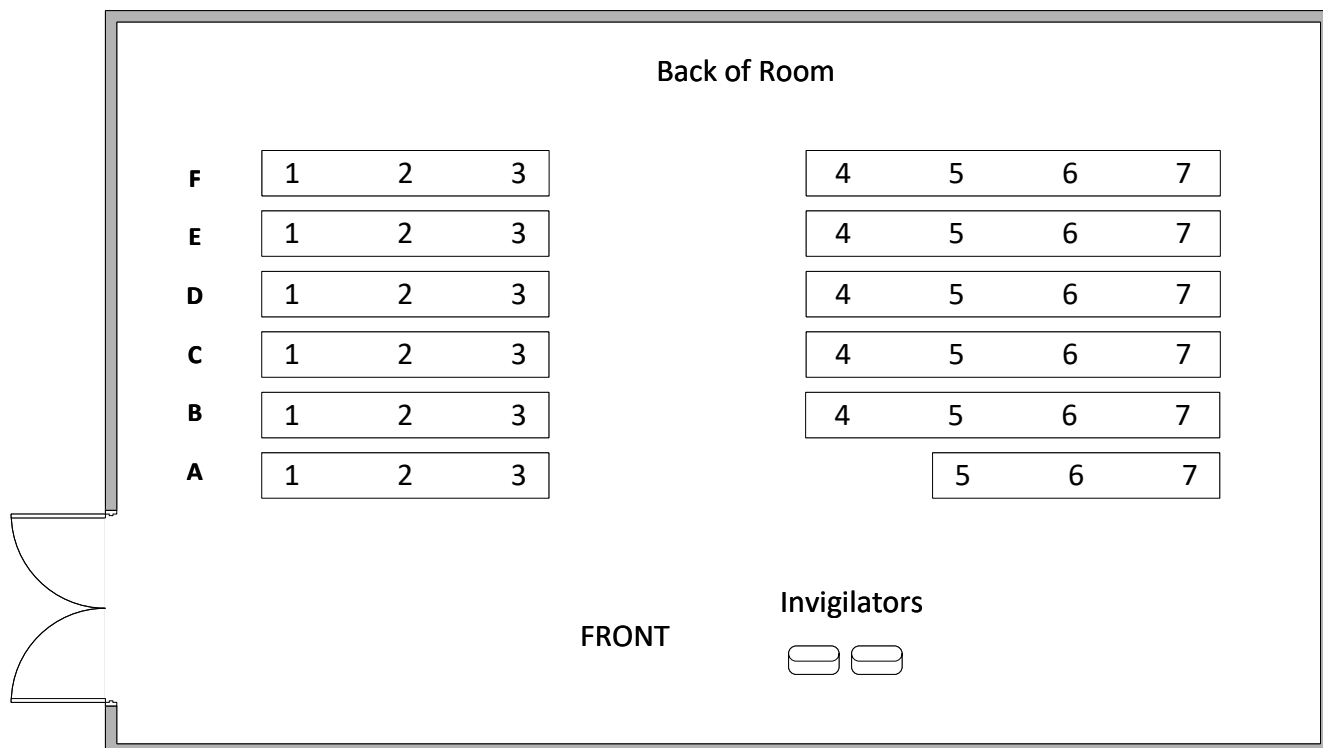 Back of Room
F 1 2 3 4 5 6 7
E 1 2 3 4 5 6 7
D 1 2 3 4 5 6 7
C 1 2 3 4 5 6 7
B 1 2 3 4 5 6 7
A 1 2 3 5 6 7
Invigilators
FRONT